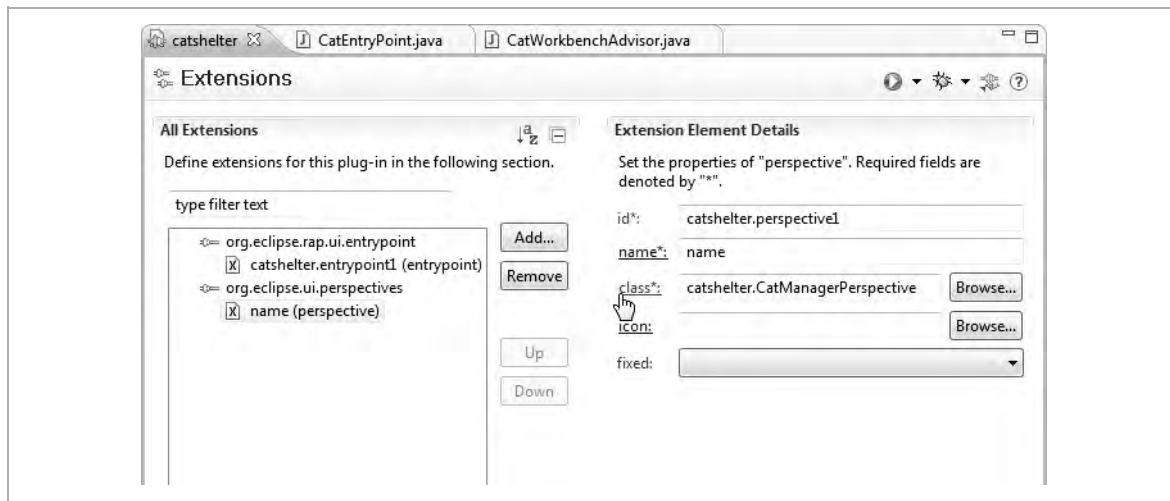 catshelter
CatEntryPoint.java
CatWorkbenchAdvisor.java
Extensions
All Extensions
Define extensions for this plug-in in the following section.
type filter text
org.eclipse.rap.ui.entrypoint
catshelter.entrypoint1 (entrypoint)
org.eclipse.ui.perspectives
name (perspective)
Add...
Remove
Up
Down
Extension Element Details
Set the properties of "perspective". Required fields are
denoted by "*".
id*: catshelter.perspective1
name*: name
class*: catshelter.CatManagerPerspective Browse...
icon: Browse...
fixed: